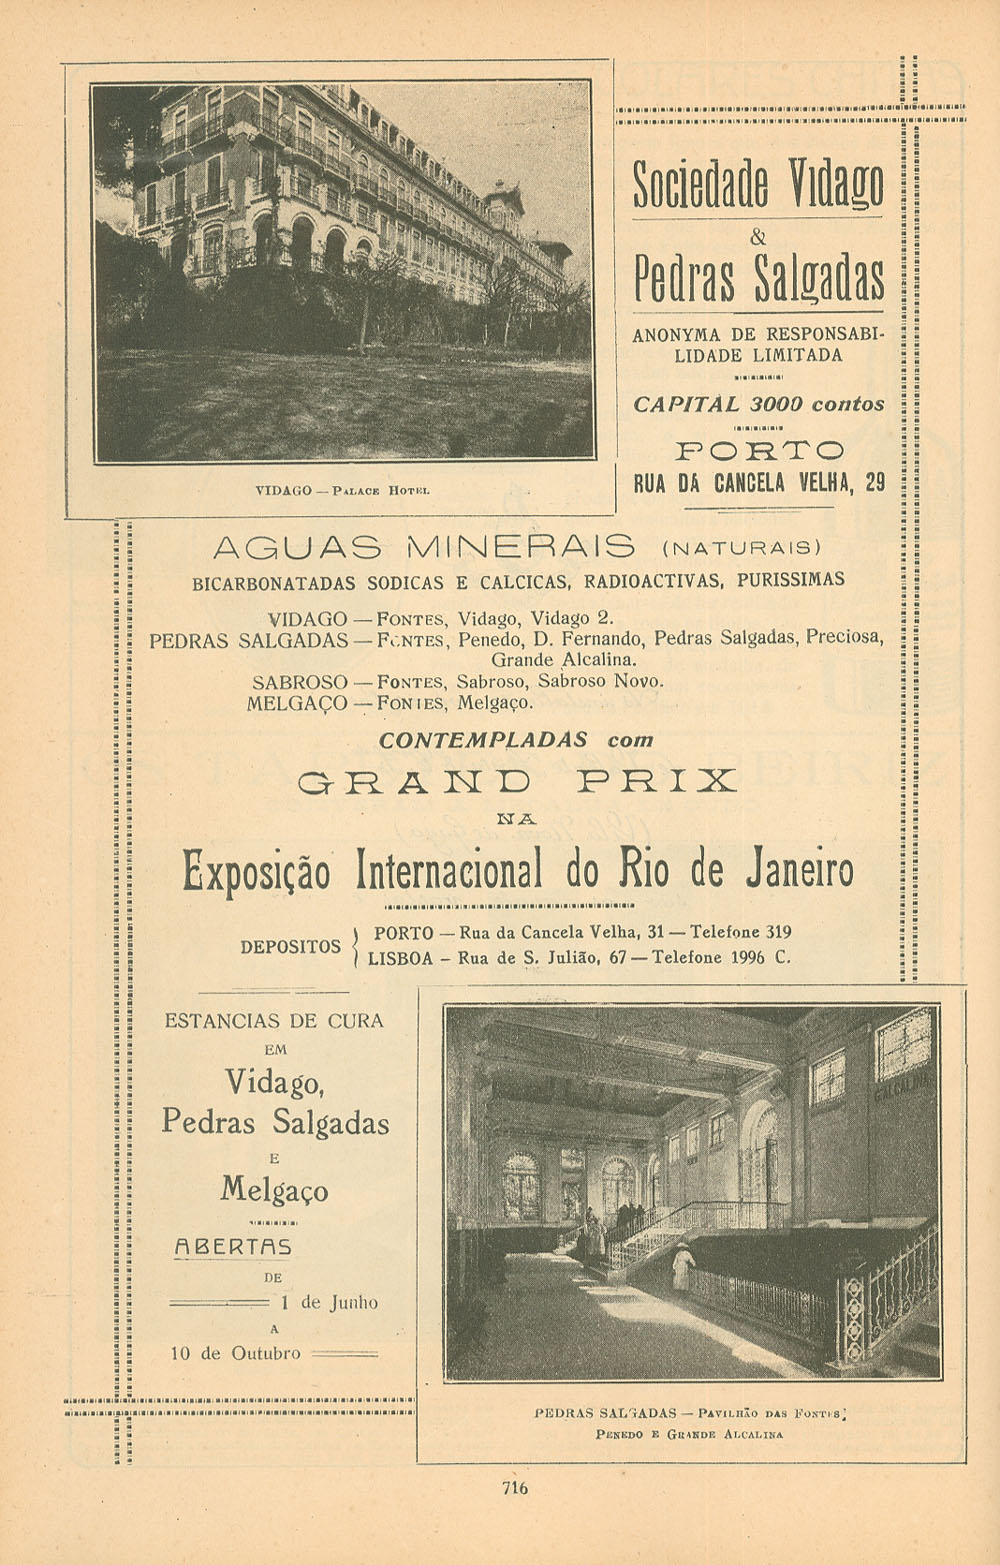 VIDAGO — PALACE HOTEL
Sociedade Vidago
&
Pedras Salgadas
ANONYMA DE RESPONSABI-
LIDADE LIMITADA
CAPITAL 3000 contos
PORTO
RUA DA CANCELA VELHA, 29
AGUAS MINERAIS (NATURAIS)
BICARBONATADAS SODICAS E CALCICAS, RADIOACTIVAS, PURISSIMAS
VIDAGO — FONTES, Vidago, Vidago 2.
PEDRAS SALGADAS — FONTES, Penedo, D. Fernando, Pedras Salgadas, Preciosa,
Grande Alcalina.
SABROSO — FONTES, Sabroso, Sabroso Novo.
MELGAÇO — FONTES, Melgaço.
CONTEMPLADAS com
GRAND PRIX
NA
Exposição Internacional do Rio de Janeiro
DEPOSITOS
PORTO — Rua da Cancela Velha, 31 — Telefone 319
LISBOA – Rua de S. Julião, 67 — Telefone 1996 C.
ESTANCIAS DE CURA
EM
Vidago,
Pedras Salgadas
E
Melgaço
ABERTAS
DE
1 de Junho
A
10 de Outubro
G. ALCALINA
PEDRAS SALGADAS — PAVILHÃO DAS FONTES;
PENEDO E GRANDE ALCALINA
716